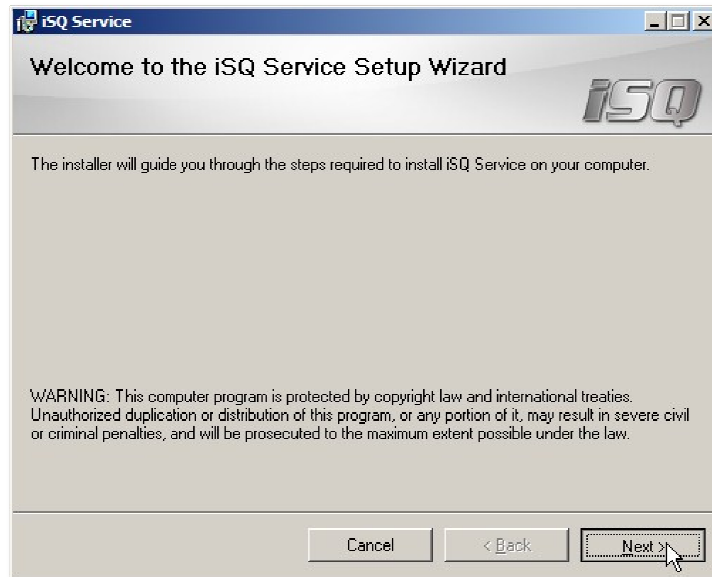 iSQ Service
Welcome to the iSQ Service Setup Wizard
iSQ
The installer will guide you through the steps required to install iSQ Service on your computer.
WARNING: This computer program is protected by copyright law and international treaties.
Unauthorized duplication or distribution of this program, or any portion of it, may result in severe civil
or criminal penalties, and will be prosecuted to the maximum extent possible under the law.
Cancel
< Back
Next >